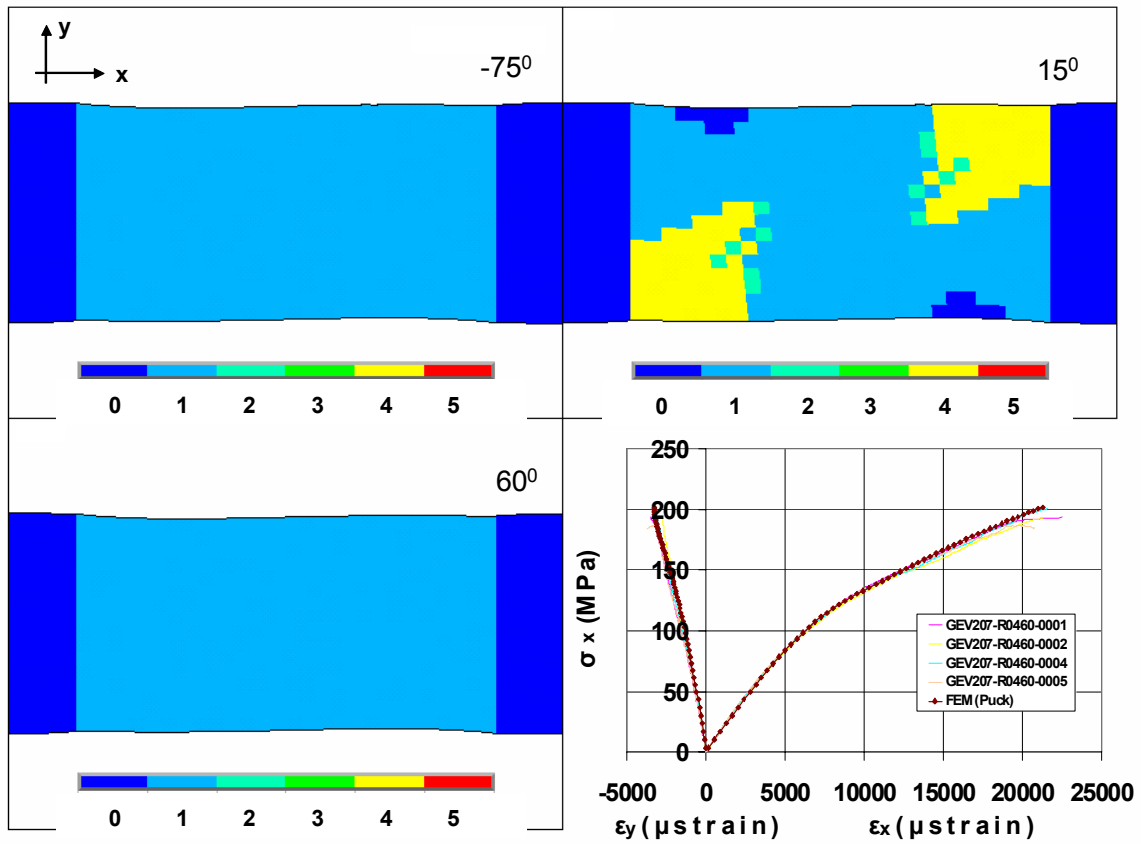 y
x
-75⁰
0 1 2 3 4 5
15⁰
0 1 2 3 4 5
60⁰
0 1 2 3 4 5
250
200
150
100
50
0
σ x (MPa)
GEV207-R0460-0001
GEV207-R0460-0002
GEV207-R0460-0004
GEV207-R0460-0005
FEM (Puck)
-5000 0 5000 10000 15000 20000 25000
εy (μstrain) εx (μstrain)